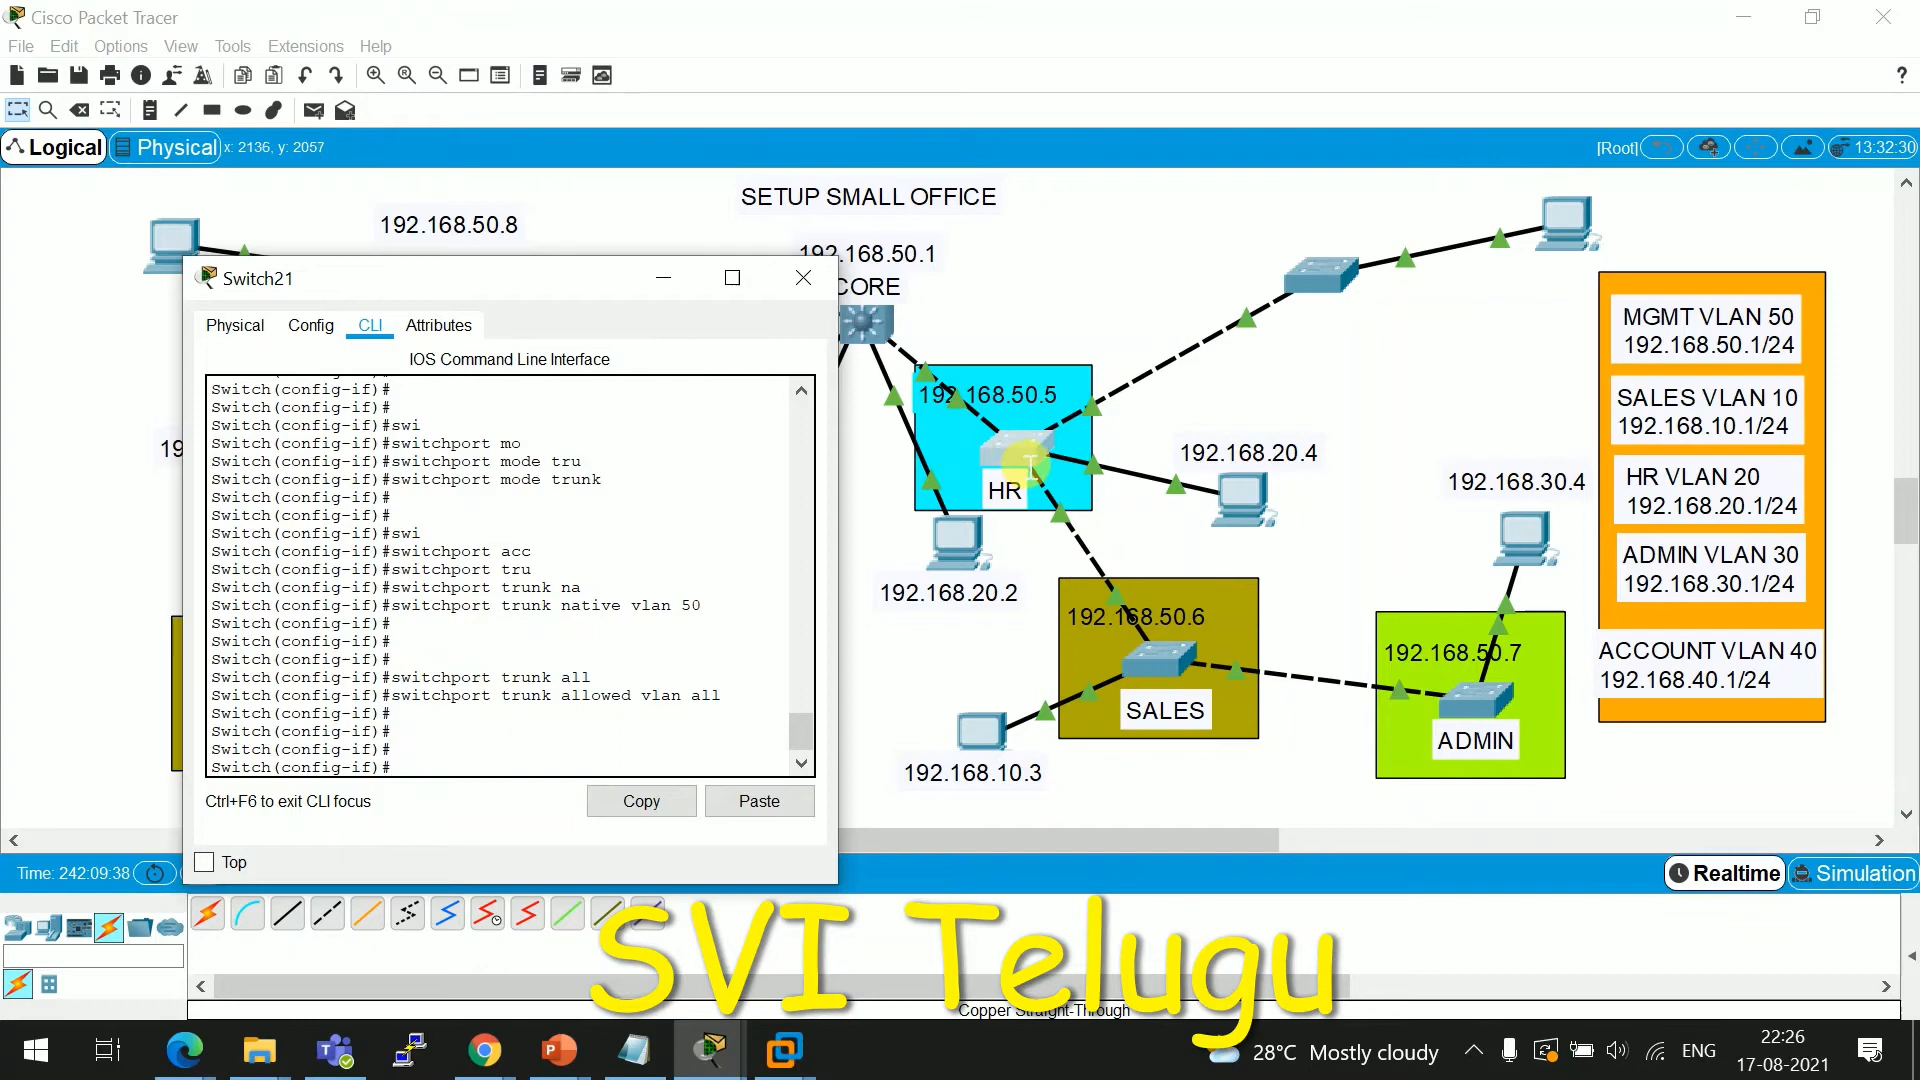 Cisco Packet Tracer
File Edit Options View Tools Extensions Help
?
Logical Physical x: 2136, y: 2057
[Root] 13:32:30
SETUP SMALL OFFICE
192.168.50.8
192.168.50.1
CORE
Switch21
Physical Config CLI Attributes
IOS Command Line Interface
Switch(config-if)#
Switch(config-if)#
Switch(config-if)#swi
Switch(config-if)#switchport mo
Switch(config-if)#switchport mode tru
Switch(config-if)#switchport mode trunk
Switch(config-if)#
Switch(config-if)#
Switch(config-if)#swi
Switch(config-if)#switchport acc
Switch(config-if)#switchport tru
Switch(config-if)#switchport trunk na
Switch(config-if)#switchport trunk native vlan 50
Switch(config-if)#
Switch(config-if)#
Switch(config-if)#
Switch(config-if)#switchport trunk all
Switch(config-if)#switchport trunk allowed vlan all
Switch(config-if)#
Switch(config-if)#
Switch(config-if)#
Switch(config-if)#
Ctrl+F6 to exit CLI focus
Copy Paste
Top
19
192.168.50.5
HR
192.168.20.4
192.168.20.2
192.168.30.4
192.168.50.6
SALES
192.168.10.3
192.168.50.7
ADMIN
MGMT VLAN 50
192.168.50.1/24
SALES VLAN 10
192.168.10.1/24
HR VLAN 20
192.168.20.1/24
ADMIN VLAN 30
192.168.30.1/24
ACCOUNT VLAN 40
192.168.40.1/24
Time: 242:09:38
Realtime Simulation
SVI Telugu
Copper Straight-Through
28°C Mostly cloudy
ENG
22:26
17-08-2021